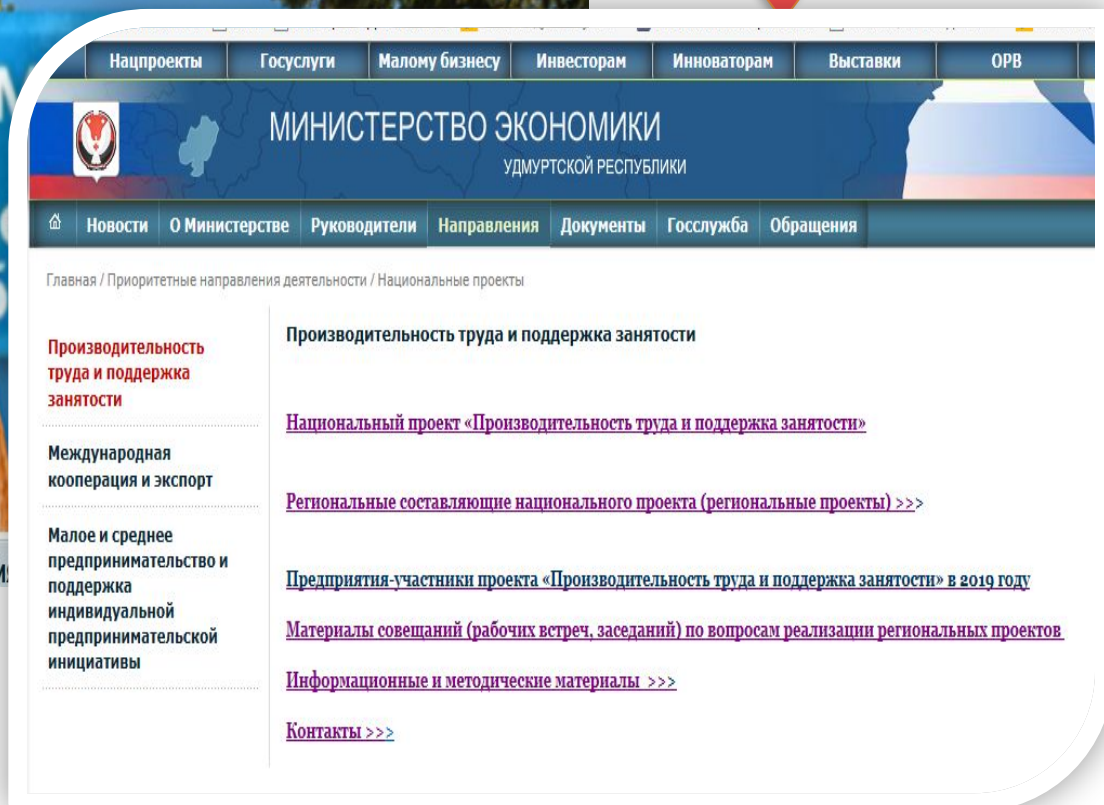 Нацпроекты Госуслуги Малому бизнесу Инвесторам Инноваторам Выставки ОРВ
МИНИСТЕРСТВО ЭКОНОМИКИ
УДМУРТСКОЙ РЕСПУБЛИКИ
Новости О Министерстве Руководители Направления Документы Госслужба Обращения
Главная / Приоритетные направления деятельности / Национальные проекты
Производительность
труда и поддержка
занятости
Международная
кооперация и экспорт
Малое и среднее
предпринимательство и
поддержка
индивидуальной
предпринимательской
инициативы
Производительность труда и поддержка занятости
Национальный проект «Производительность труда и поддержка занятости»
Региональные составляющие национального проекта (региональные проекты) >>>
Предприятия-участники проекта «Производительность труда и поддержка занятости» в 2019 году
Материалы совещаний (рабочих встреч, заседаний) по вопросам реализации региональных проектов
Информационные и методические материалы >>>
Контакты >>>